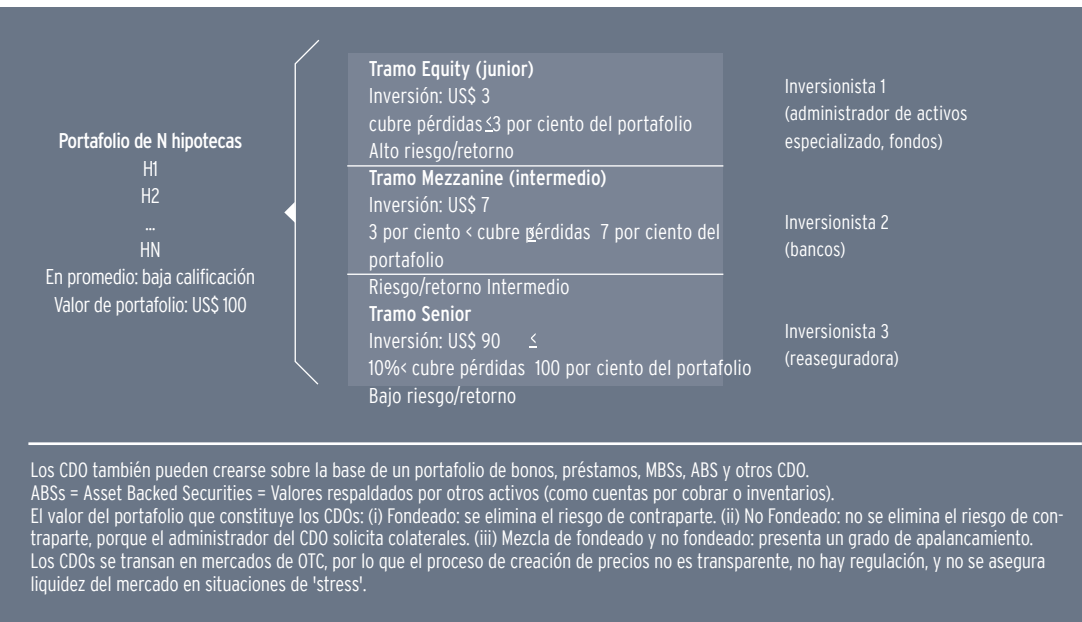 Portafolio de N hipotecas
H1
H2
...
HN
En promedio: baja calificación
Valor de portafolio: US$ 100
Tramo Equity (junior)
Inversión: US$ 3
cubre pérdidas ≤3 por ciento del portafolio
Alto riesgo/retorno
Tramo Mezzanine (intermedio)
Inversión: US$ 7
3 por ciento < cubre pérdidas ≤ 7 por ciento del
portafolio
Riesgo/retorno Intermedio
Tramo Senior
Inversión: US$ 90 ≤
10%< cubre pérdidas 100 por ciento del portafolio
Bajo riesgo/retorno
Inversionista 1
(administrador de activos
especializado, fondos)
Inversionista 2
(bancos)
Inversionista 3
(reaseguradora)
Los CDO también pueden crearse sobre la base de un portafolio de bonos, préstamos, MBSs, ABS y otros CDO.
ABSs = Asset Backed Securities = Valores respaldados por otros activos (como cuentas por cobrar o inventarios).
El valor del portafolio que constituye los CDOs: (i) Fondeado: se elimina el riesgo de contraparte. (ii) No Fondeado: no se elimina el riesgo de con-
traparte, porque el administrador del CDO solicita colaterales. (iii) Mezcla de fondeado y no fondeado: presenta un grado de apalancamiento.
Los CDOs se transan en mercados de OTC, por lo que el proceso de creación de precios no es transparente, no hay regulación, y no se asegura
liquidez del mercado en situaciones de 'stress'.